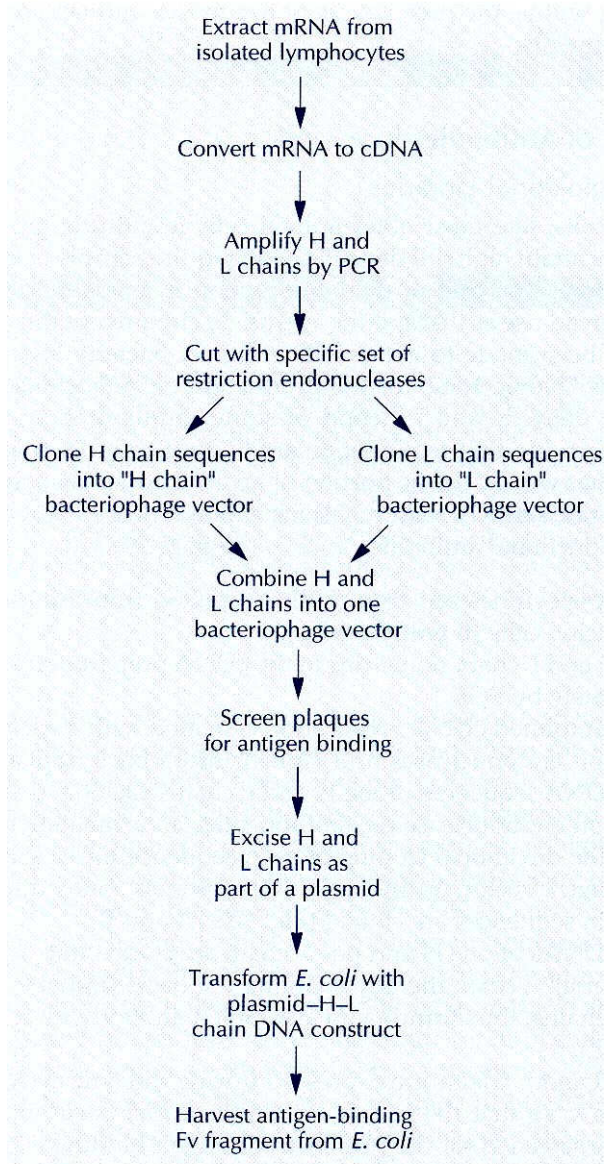 Extract mRNA from
isolated lymphocytes
Convert mRNA to cDNA
Amplify H and
L chains by PCR
Cut with specific set of
restriction endonucleases
Clone H chain sequences
into "H chain"
bacteriophage vector
Clone L chain sequences
into "L chain"
bacteriophage vector
Combine H and
L chains into one
bacteriophage vector
Screen plaques
for antigen binding
Excise H and
L chains as
part of a plasmid
Transform E. coli with
plasmid–H–L
chain DNA construct
Harvest antigen-binding
Fv fragment from E. coli